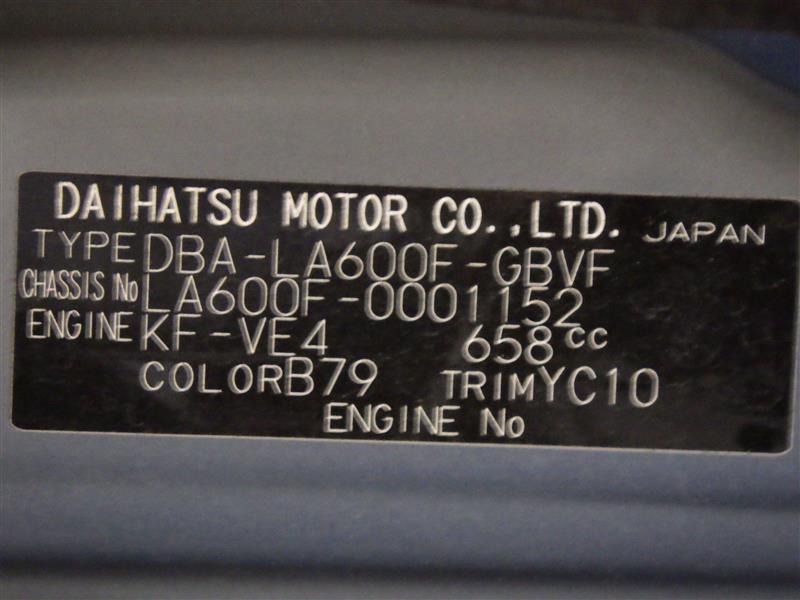 DAIHATSU MOTOR CO.,LTD. JAPAN
TYPE DBA-LA600F-GBVF
CHASSIS No LA600F-0001152
ENGINE KF-VE4 658cc
COLOR B79 TRIM YC10
ENGINE No